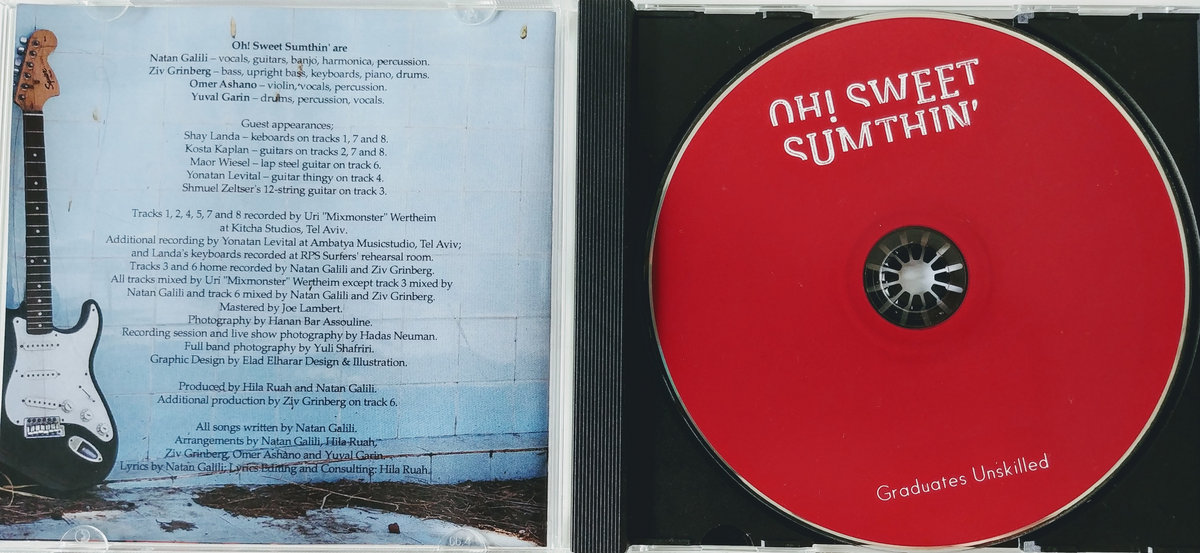 Oh! Sweet Sumthin' are
Natan Galili – vocals, guitars, banjo, harmonica, percussion.
Ziv Grinberg – bass, upright bass, keyboards, piano, drums.
Omer Ashano – violin, vocals, percussion.
Yuval Garin – drums, percussion, vocals.
Guest appearances;
Shay Landa – keboards on tracks 1, 7 and 8.
Kosta Kaplan – guitars on tracks 2, 7 and 8.
Maor Wiesel – lap steel guitar on track 6.
Yonatan Levital – guitar thingy on track 4.
Shmuel Zeltser's 12-string guitar on track 3.
Tracks 1, 2, 4, 5, 7 and 8 recorded by Uri "Mixmonster" Wertheim
at Kitcha Studios, Tel Aviv.
Additional recording by Yonatan Levital at Ambatya Musicstudio, Tel Aviv;
and Landa's keyboards recorded at RPS Surfers' rehearsal room.
Tracks 3 and 6 home recorded by Natan Galili and Ziv Grinberg.
All tracks mixed by Uri "Mixmonster" Wertheim except track 3 mixed by
Natan Galili and track 6 mixed by Natan Galili and Ziv Grinberg.
Mastered by Joe Lambert.
Photography by Hanan Bar Assouline.
Recording session and live show photography by Hadas Neuman.
Full band photography by Yuli Shafriri.
Graphic Design by Elad Elharar Design & Illustration.
Produced by Hila Ruah and Natan Galili.
Additional production by Ziv Grinberg on track 6.
All songs written by Natan Galili.
Arrangements by Natan Galili, Hila Ruah,
Ziv Grinberg, Omer Ashano and Yuval Garin.
Lyrics by Natan Galili; Lyrics Editing and Consulting: Hila Ruah.
OH! SWEET
SUMTHIN'
Graduates Unskilled